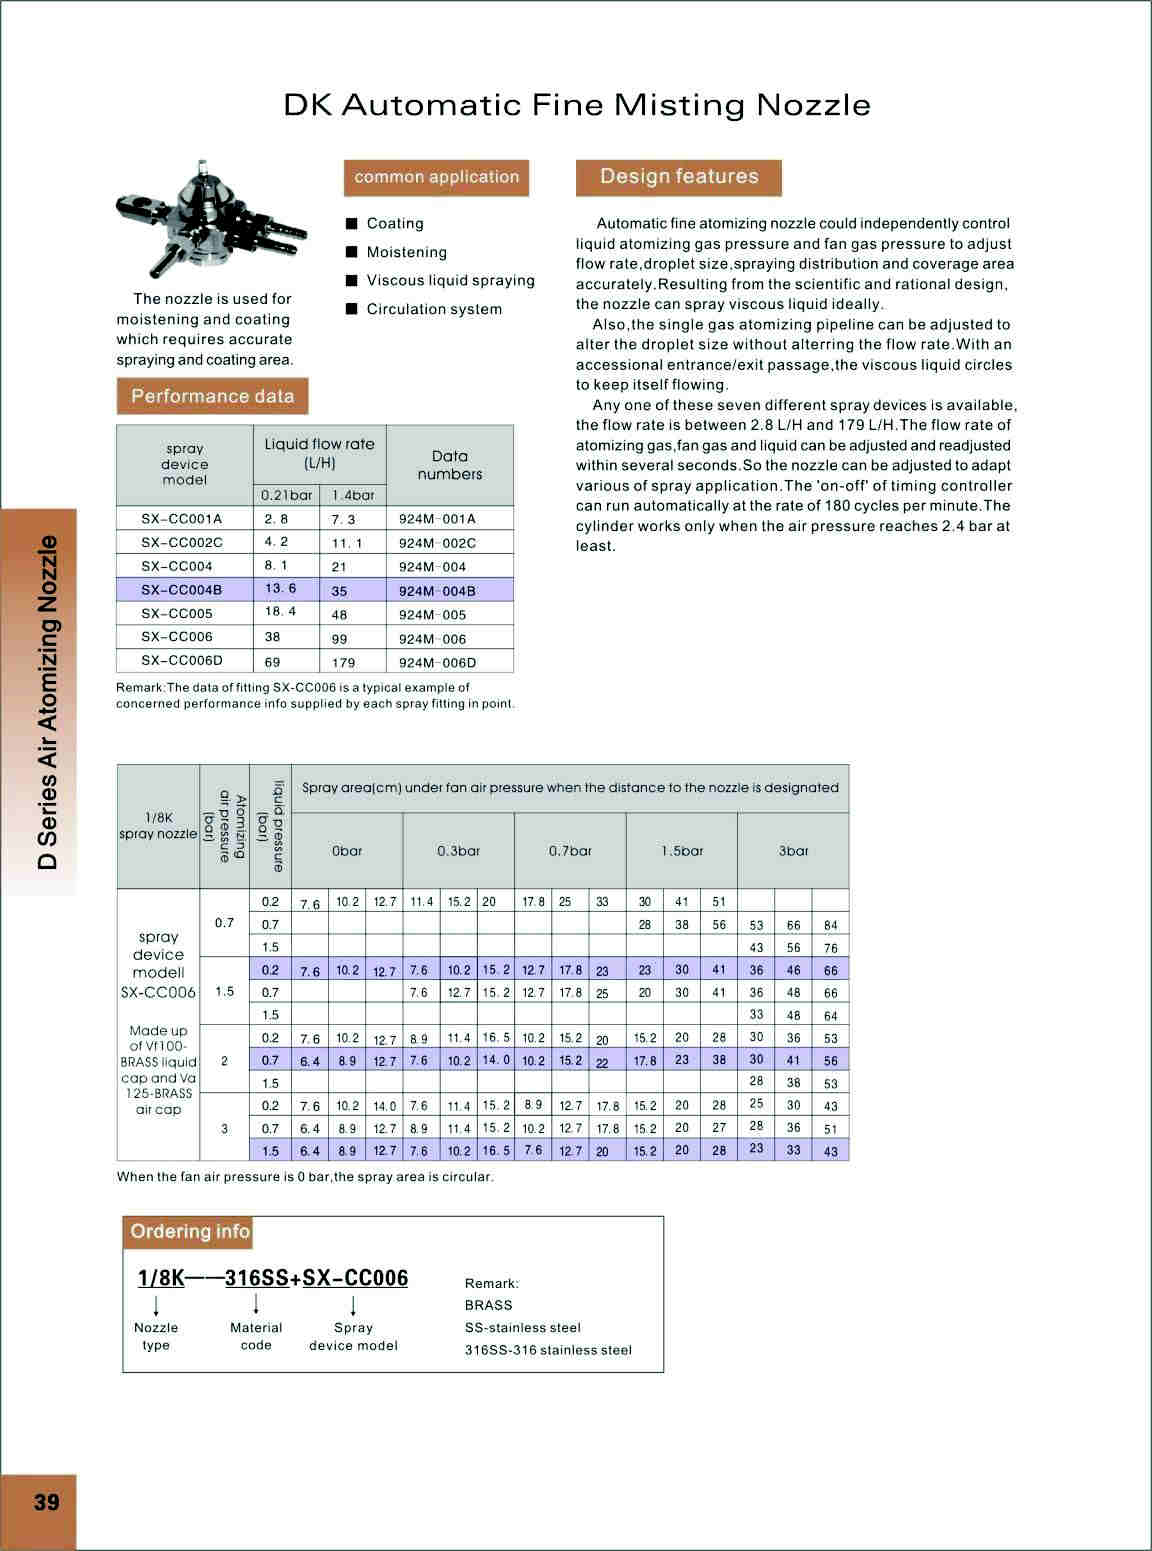 DK Automatic Fine Misting Nozzle
The nozzle is used for
moistening and coating
which requires accurate
spraying and coating area.
common application
■ Coating
■ Moistening
■ Viscous liquid spraying
■ Circulation system
Design features
Automatic fine atomizing nozzle could independently control
liquid atomizing gas pressure and fan gas pressure to adjust
flow rate,droplet size,spraying distribution and coverage area
accurately.Resulting from the scientific and rational design,
the nozzle can spray viscous liquid ideally.
Also,the single gas atomizing pipeline can be adjusted to
alter the droplet size without alterring the flow rate.With an
accessional entrance/exit passage,the viscous liquid circles
to keep itself flowing.
Any one of these seven different spray devices is available,
the flow rate is between 2.8 L/H and 179 L/H.The flow rate of
atomizing gas,fan gas and liquid can be adjusted and readjusted
within several seconds.So the nozzle can be adjusted to adapt
various of spray application.The 'on-off' of timing controller
can run automatically at the rate of 180 cycles per minute.The
cylinder works only when the air pressure reaches 2.4 bar at
least.
Performance data
spray
device
model
Liquid flow rate
(L/H)
Data
numbers
0.21bar 1.4bar
SX-CC001A 2.8 7.3 924M-001A
SX-CC002C 4.2 11.1 924M-002C
SX-CC004 8.1 21 924M-004
SX-CC004B 13.6 35 924M-004B
SX-CC005 18.4 48 924M-005
SX-CC006 38 99 924M-006
SX-CC006D 69 179 924M-006D
Remark:The data of fitting SX-CC006 is a typical example of
concerned performance info supplied by each spray fitting in point.
D Series Air Atomizing Nozzle
1/8K
spray nozzle
Atomizing
air pressure
(bar)
liquid pressure
(bar)
Spray area(cm) under fan air pressure when the distance to the nozzle is designated
0bar 0.3bar 0.7bar 1.5bar 3bar
spray
device
modell
SX-CC006
Made up
of Vf100-
BRASS liquid
cap and Va
125-BRASS
air cap
0.7
0.2 7.6 10.2 12.7 11.4 15.2 20 17.8 25 33 30 41 51
0.7 28 38 56 53 66 84
1.5 43 56 76
1.5
0.2 7.6 10.2 12.7 7.6 10.2 15.2 12.7 17.8 23 23 30 41 36 46 66
0.7 7.6 12.7 15.2 12.7 17.8 25 20 30 41 36 48 66
1.5 33 48 64
2
0.2 7.6 10.2 12.7 8.9 11.4 16.5 10.2 15.2 20 15.2 20 28 30 36 53
0.7 6.4 8.9 12.7 7.6 10.2 14.0 10.2 15.2 22 17.8 23 38 30 41 56
1.5 28 38 53
3
0.2 7.6 10.2 14.0 7.6 11.4 15.2 8.9 12.7 17.8 15.2 20 28 25 30 43
0.7 6.4 8.9 12.7 8.9 11.4 15.2 10.2 12.7 17.8 15.2 20 27 28 36 51
1.5 6.4 8.9 12.7 7.6 10.2 16.5 7.6 12.7 20 15.2 20 28 23 33 43
When the fan air pressure is 0 bar,the spray area is circular.
Ordering info
1/8K——316SS+SX-CC006
Nozzle
type
Material
code
Spray
device model
Remark:
BRASS
SS-stainless steel
316SS-316 stainless steel
39